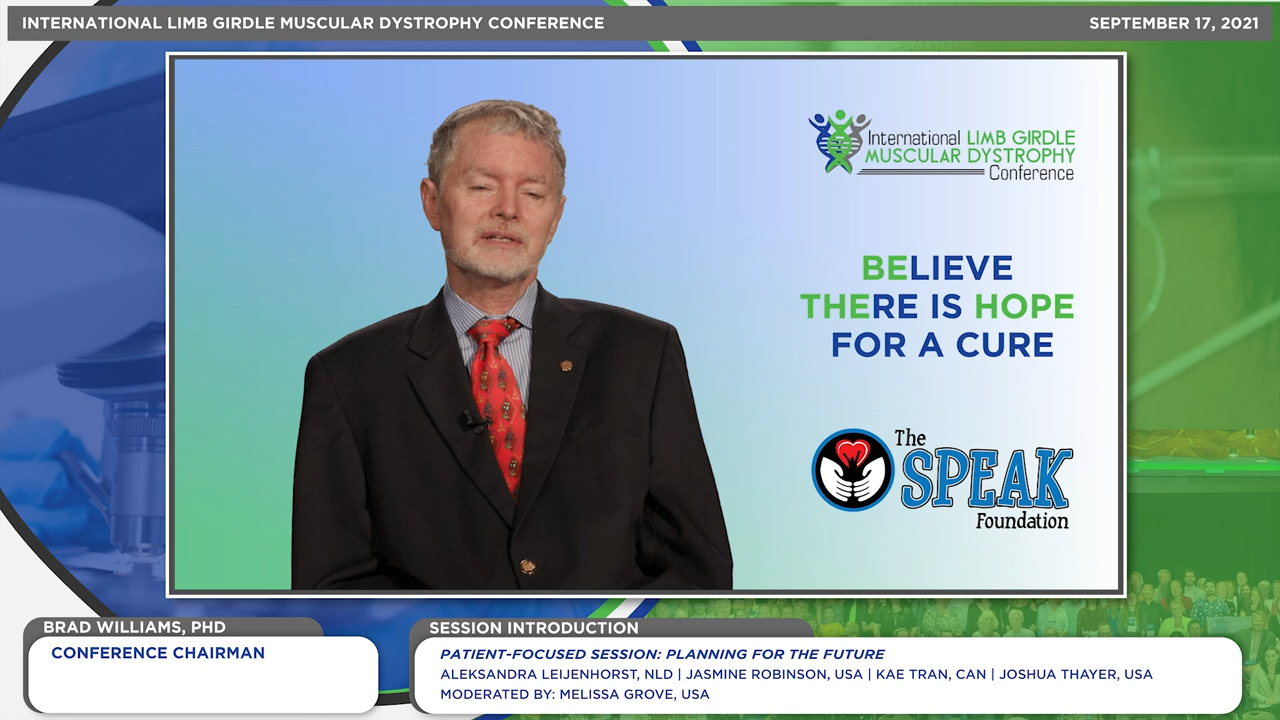 INTERNATIONAL LIMB GIRDLE MUSCULAR DYSTROPHY CONFERENCE
SEPTEMBER 17, 2021
International LIMB GIRDLE
MUSCULAR DYSTROPHY
Conference
BELIEVE
THERE IS HOPE
FOR A CURE
The
SPEAK
Foundation
BRAD WILLIAMS, PHD
CONFERENCE CHAIRMAN
SESSION INTRODUCTION
PATIENT-FOCUSED SESSION: PLANNING FOR THE FUTURE
ALEKSANDRA LEIJENHORST, NLD | JASMINE ROBINSON, USA | KAE TRAN, CAN | JOSHUA THAYER, USA
MODERATED BY: MELISSA GROVE, USA